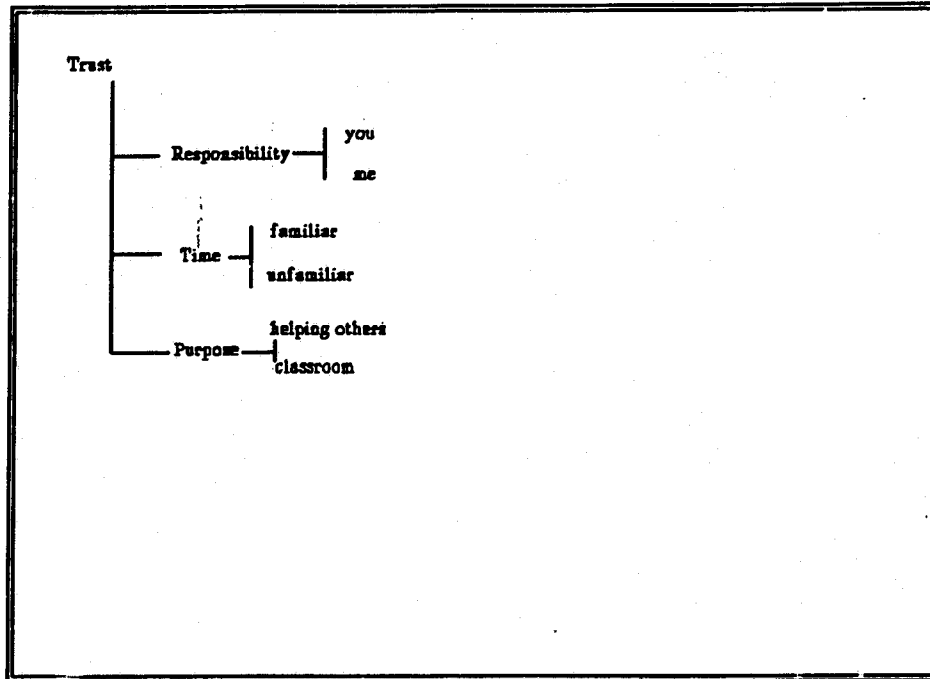 Trust
you
Responsibility
me
familiar
Time
unfamiliar
helping others
Purpose
classroom